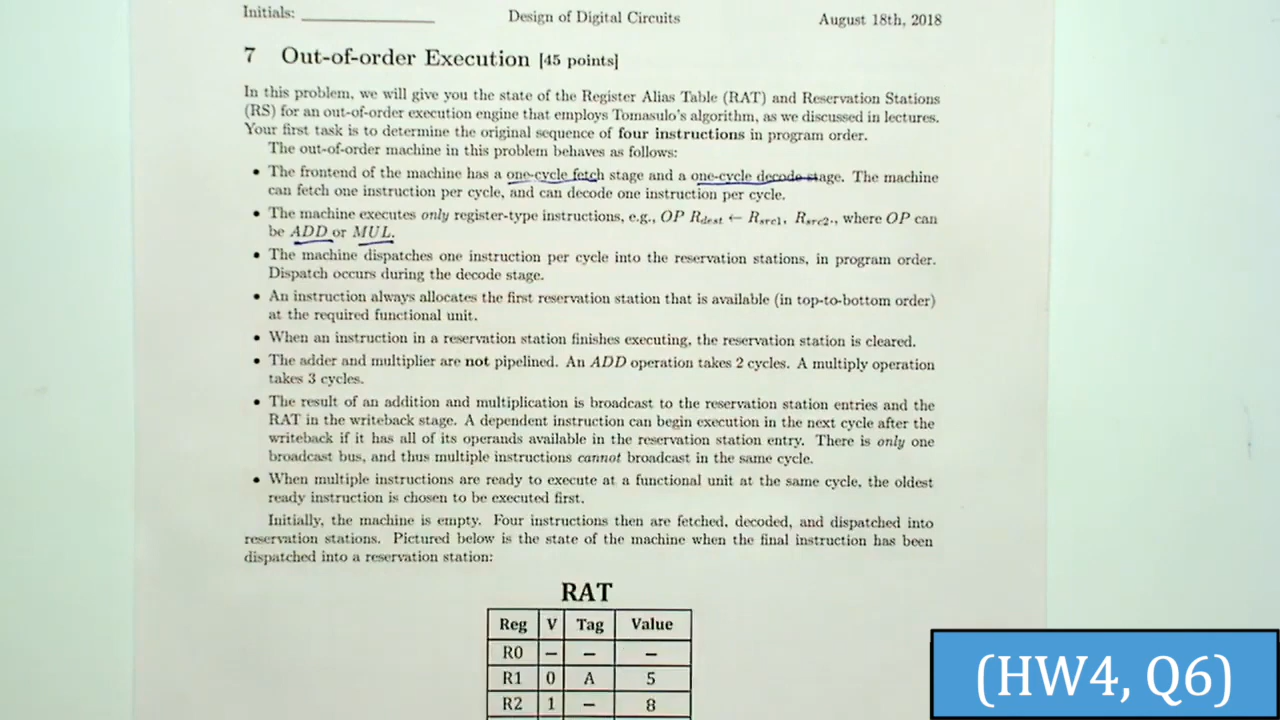 Initials:
Design of Digital Circuits
August 18th, 2018
7 Out-of-order Execution [45 points]
In this problem, we will give you the state of the Register Alias Table (RAT) and Reservation Stations
(RS) for an out-of-order execution engine that employs Tomasulo's algorithm, as we discussed in lectures.
Your first task is to determine the original sequence of four instructions in program order.
The out-of-order machine in this problem behaves as follows:
• The frontend of the machine has a one-cycle fetch stage and a one-cycle decode stage. The machine
can fetch one instruction per cycle, and can decode one instruction per cycle.
• The machine executes only register-type instructions, e.g., OP Rdest ← Rsrc1, Rsrc2., where OP can
be ADD or MUL.
• The machine dispatches one instruction per cycle into the reservation stations, in program order.
Dispatch occurs during the decode stage.
• An instruction always allocates the first reservation station that is available (in top-to-bottom order)
at the required functional unit.
• When an instruction in a reservation station finishes executing, the reservation station is cleared.
• The adder and multiplier are not pipelined. An ADD operation takes 2 cycles. A multiply operation
takes 3 cycles.
• The result of an addition and multiplication is broadcast to the reservation station entries and the
RAT in the writeback stage. A dependent instruction can begin execution in the next cycle after the
writeback if it has all of its operands available in the reservation station entry. There is only one
broadcast bus, and thus multiple instructions cannot broadcast in the same cycle.
• When multiple instructions are ready to execute at a functional unit at the same cycle, the oldest
ready instruction is chosen to be executed first.
Initially, the machine is empty. Four instructions then are fetched, decoded, and dispatched into
reservation stations. Pictured below is the state of the machine when the final instruction has been
dispatched into a reservation station:
RAT
Reg V Tag Value
R0 – – –
R1 0 A 5
R2 1 – 8
(HW4, Q6)